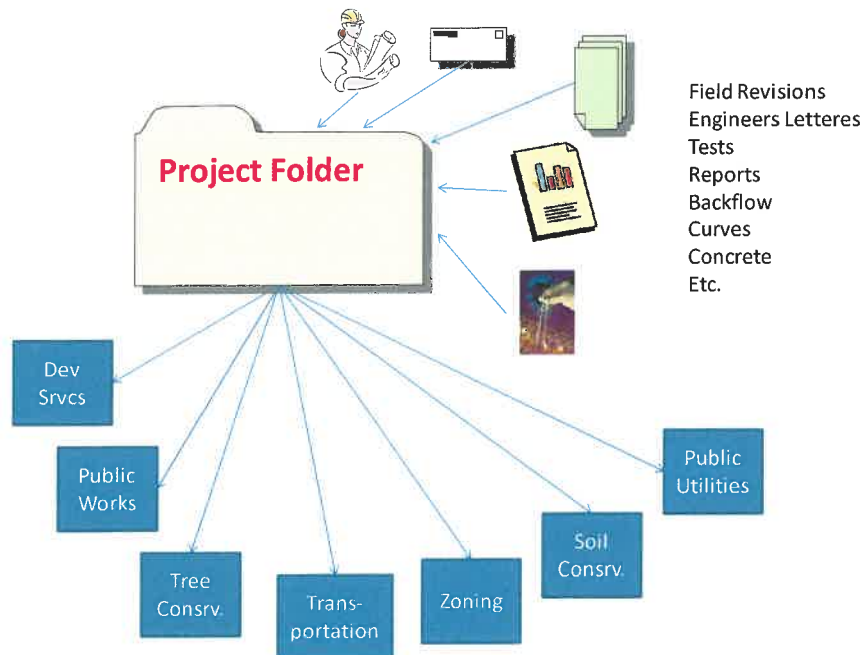 Project Folder
Field Revisions
Engineers Letteres
Tests
Reports
Backflow
Curves
Concrete
Etc.
Dev
Srvcs
Public
Works
Tree
Consrv.
Trans-
portation
Zoning
Soil
Consrv.
Public
Utilities